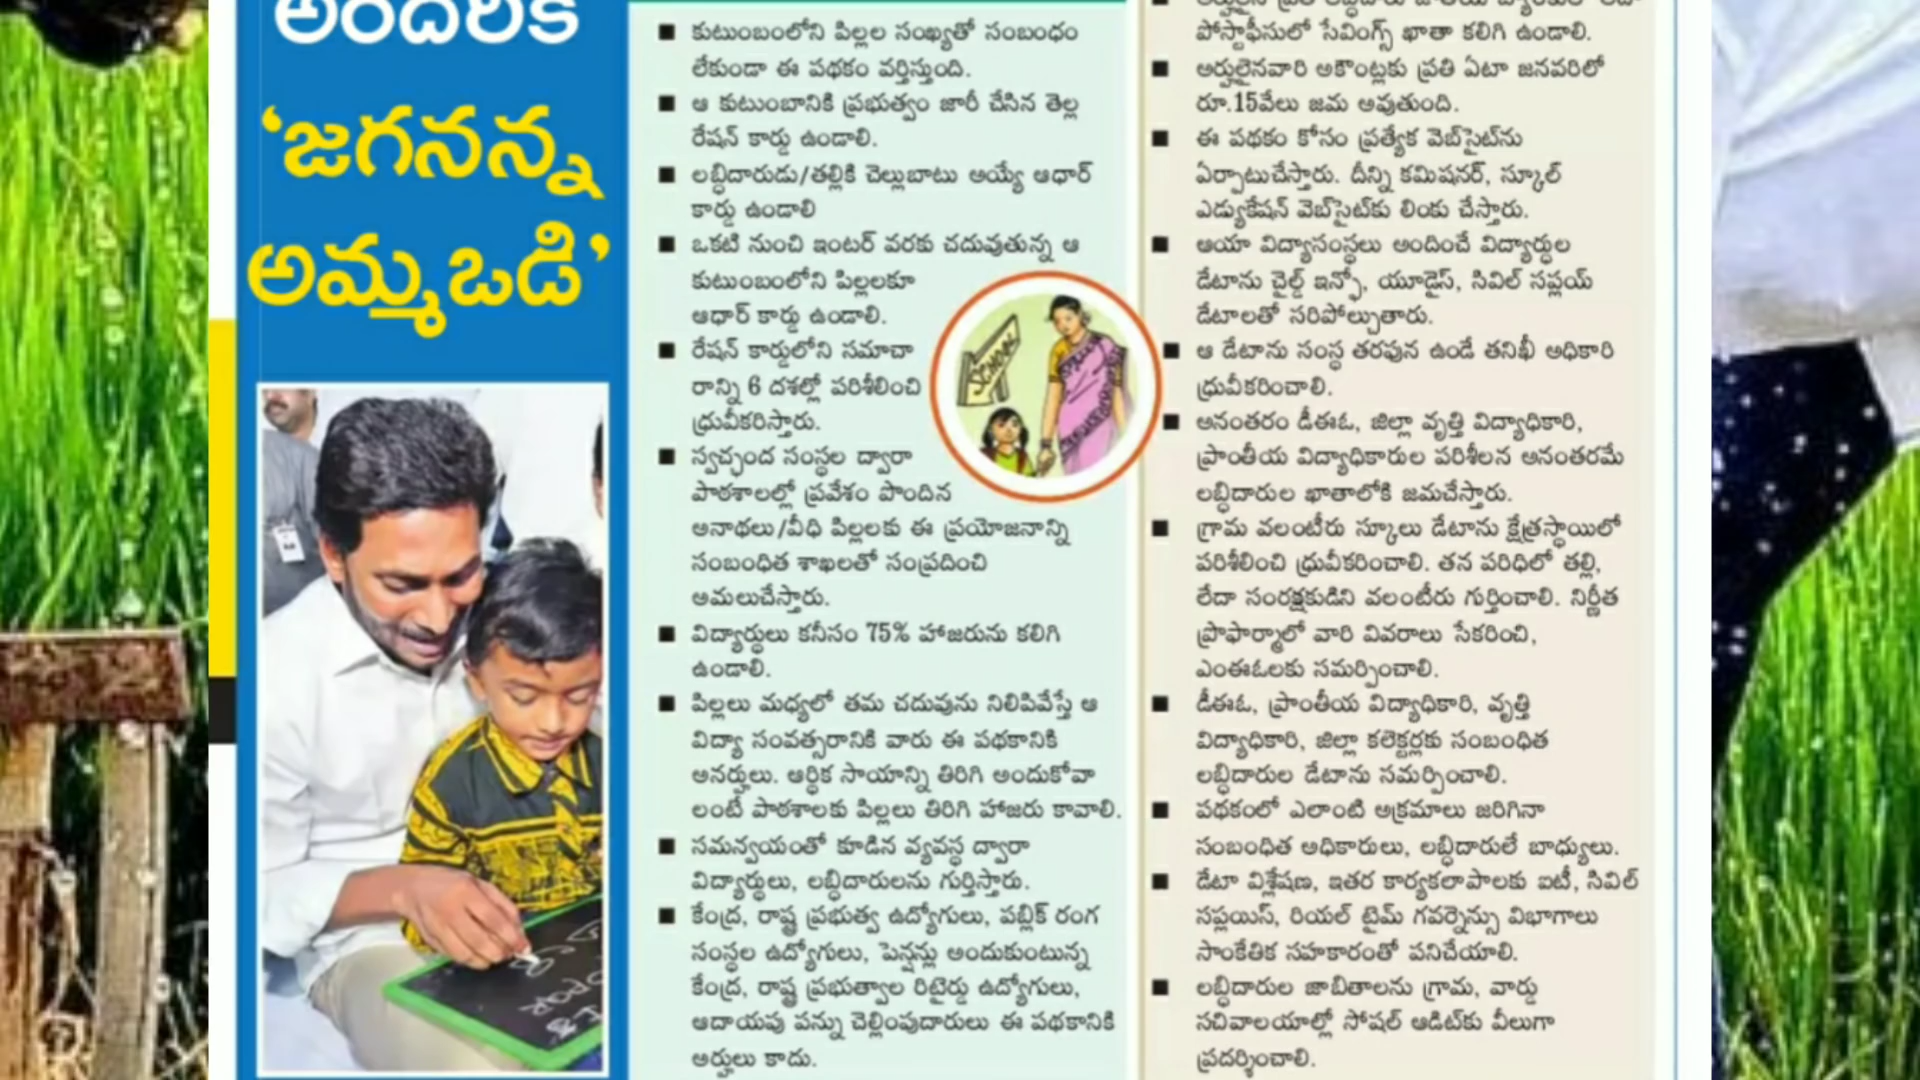 అందరికీ
‘జగనన్న
అమ్మఒడి’
కుటుంబంలోని పిల్లల సంఖ్యతో సంబంధం
లేకుండా ఈ పథకం వర్తిస్తుంది.
ఆ కుటుంబానికి ప్రభుత్వం జారీ చేసిన తెల్ల
రేషన్ కార్డు ఉండాలి.
లబ్ధిదారుడు/తల్లికి చెల్లుబాటు అయ్యే ఆధార్
కార్డు ఉండాలి
ఒకటి నుంచి ఇంటర్ వరకు చదువుతున్న ఆ
కుటుంబంలోని పిల్లలకూ
ఆధార్ కార్డు ఉండాలి.
రేషన్ కార్డులోని సమాచా
రాన్ని 6 దశల్లో పరిశీలించి
ధ్రువీకరిస్తారు.
స్వచ్ఛంద సంస్థల ద్వారా
పాఠశాలల్లో ప్రవేశం పొందిన
అనాథలు/వీధి పిల్లలకు ఈ ప్రయోజనాన్ని
సంబంధిత శాఖలతో సంప్రదించి
అమలుచేస్తారు.
విద్యార్థులు కనీసం 75% హాజరును కలిగి
ఉండాలి.
పిల్లలు మధ్యలో తమ చదువును నిలిపివేస్తే ఆ
విద్యా సంవత్సరానికి వారు ఈ పథకానికి
అనర్హులు. ఆర్థిక సాయాన్ని తిరిగి అందుకోవా
లంటే పాఠశాలకు పిల్లలు తిరిగి హాజరు కావాలి.
సమన్వయంతో కూడిన వ్యవస్థ ద్వారా
విద్యార్థులు, లబ్ధిదారులను గుర్తిస్తారు.
కేంద్ర, రాష్ట్ర ప్రభుత్వ ఉద్యోగులు, పబ్లిక్ రంగ
సంస్థల ఉద్యోగులు, పెన్షన్లు అందుకుంటున్న
కేంద్ర, రాష్ట్ర ప్రభుత్వాల రిటైర్డు ఉద్యోగులు,
ఆదాయపు పన్ను చెల్లింపుదారులు ఈ పథకానికి
అర్హులు కాదు.
SCHOOL
పోస్టాఫీసులో సేవింగ్స్ ఖాతా కలిగి ఉండాలి.
అర్హులైనవారి అకౌంట్లకు ప్రతి ఏటా జనవరిలో
రూ.15వేలు జమ అవుతుంది.
ఈ పథకం కోసం ప్రత్యేక వెబ్‌సైట్‌ను
ఏర్పాటుచేస్తారు. దీన్ని కమిషనర్, స్కూల్
ఎడ్యుకేషన్ వెబ్‌సైట్‌కు లింకు చేస్తారు.
ఆయా విద్యాసంస్థలు అందించే విద్యార్థుల
డేటాను చైల్డ్ ఇన్ఫో, యూడైస్, సివిల్ సప్లయ్
డేటాలతో సరిపోల్చుతారు.
ఆ డేటాను సంస్థ తరపున ఉండే తనిఖీ అధికారి
ధ్రువీకరించాలి.
అనంతరం డీఈఓ, జిల్లా వృత్తి విద్యాధికారి,
ప్రాంతీయ విద్యాధికారుల పరిశీలన అనంతరమే
లబ్ధిదారుల ఖాతాలోకి జమచేస్తారు.
గ్రామ వలంటీరు స్కూలు డేటాను క్షేత్రస్థాయిలో
పరిశీలించి ధ్రువీకరించాలి. తన పరిధిలో తల్లి,
లేదా సంరక్షకుడిని వలంటీరు గుర్తించాలి. నిర్ణీత
ప్రొఫార్మాలో వారి వివరాలు సేకరించి,
ఎంఈఓలకు సమర్పించాలి.
డీఈఓ, ప్రాంతీయ విద్యాధికారి, వృత్తి
విద్యాధికారి, జిల్లా కలెక్టర్లకు సంబంధిత
లబ్ధిదారుల డేటాను సమర్పించాలి.
పథకంలో ఎలాంటి అక్రమాలు జరిగినా
సంబంధిత అధికారులు, లబ్ధిదారులే బాధ్యులు.
డేటా విశ్లేషణ, ఇతర కార్యకలాపాలకు ఐటీ, సివిల్
సప్లయిస్, రియల్ టైమ్ గవర్నెన్సు విభాగాలు
సాంకేతిక సహకారంతో పనిచేయాలి.
లబ్ధిదారుల జాబితాలను గ్రామ, వార్డు
సచివాలయాల్లో సోషల్ ఆడిట్‌కు వీలుగా
ప్రదర్శించాలి.